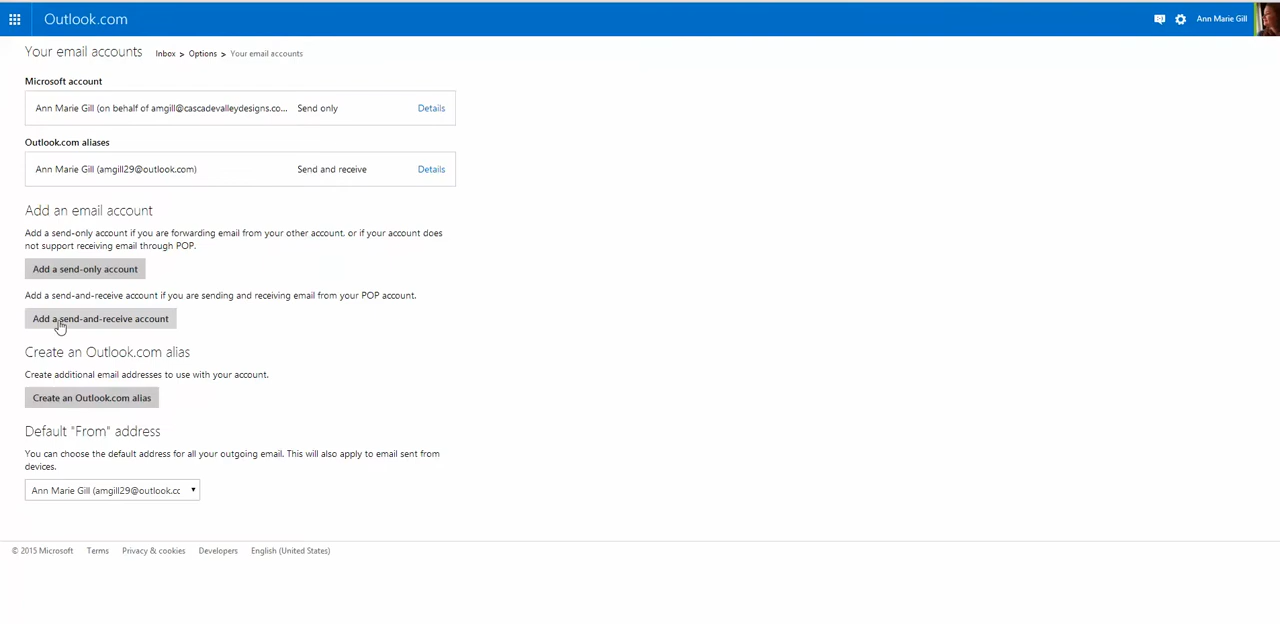 Outlook.com
Ann Marie Gill
Your email accounts Inbox > Options > Your email accounts
Microsoft account
Ann Marie Gill (on behalf of amgill@cascadevalleydesigns.co... Send only Details
Outlook.com aliases
Ann Marie Gill (amgill29@outlook.com) Send and receive Details
Add an email account
Add a send-only account if you are forwarding email from your other account, or if your account does
not support receiving email through POP.
Add a send-only account
Add a send-and-receive account if you are sending and receiving email from your POP account.
Add a send-and-receive account
Create an Outlook.com alias
Create additional email addresses to use with your account.
Create an Outlook.com alias
Default "From" address
You can choose the default address for all your outgoing email. This will also apply to email sent from
devices.
Ann Marie Gill (amgill29@outlook.cc
© 2015 Microsoft Terms Privacy & cookies Developers English (United States)